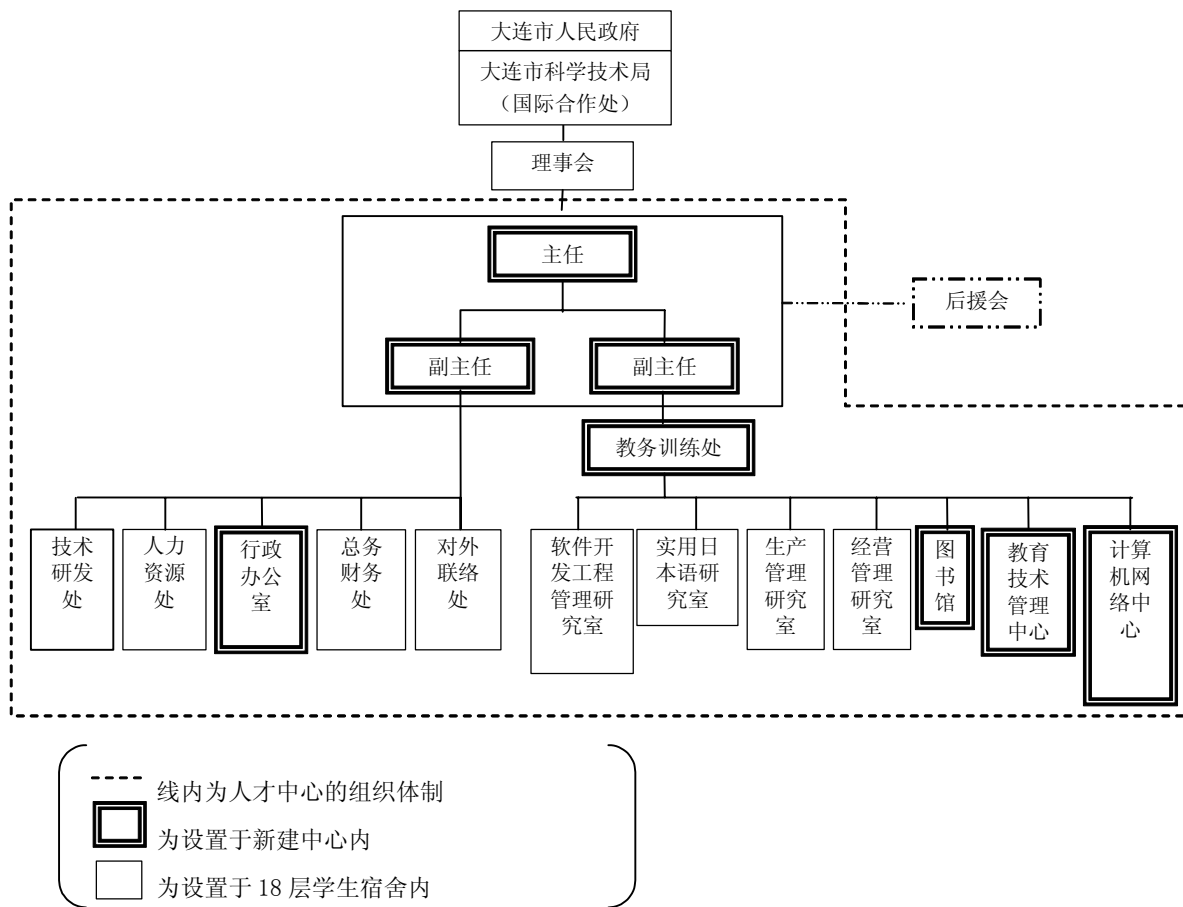 大连市人民政府
大连市科学技术局
（国际合作处）
理事会
主任
后援会
副主任
副主任
教务训练处
技术
研发
处
人力
资源处
行政
办公
室
总务
财务处
对外
联络
处
软件开
发工程
管理研
究室
实用日
本语研
究室
生产
管理
研究
室
经营
管理
研究
室
图
书
馆
教育
技术
管理
中心
计算
机网
络中
心
线内为人才中心的组织体制
为设置于新建中心内
为设置于 18 层学生宿舍内